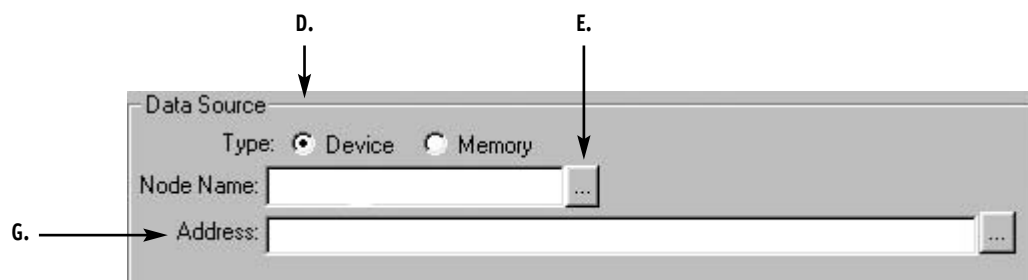 D. E.
Data Source
Type: Device Memory
Node Name: ...
G. Address: ...